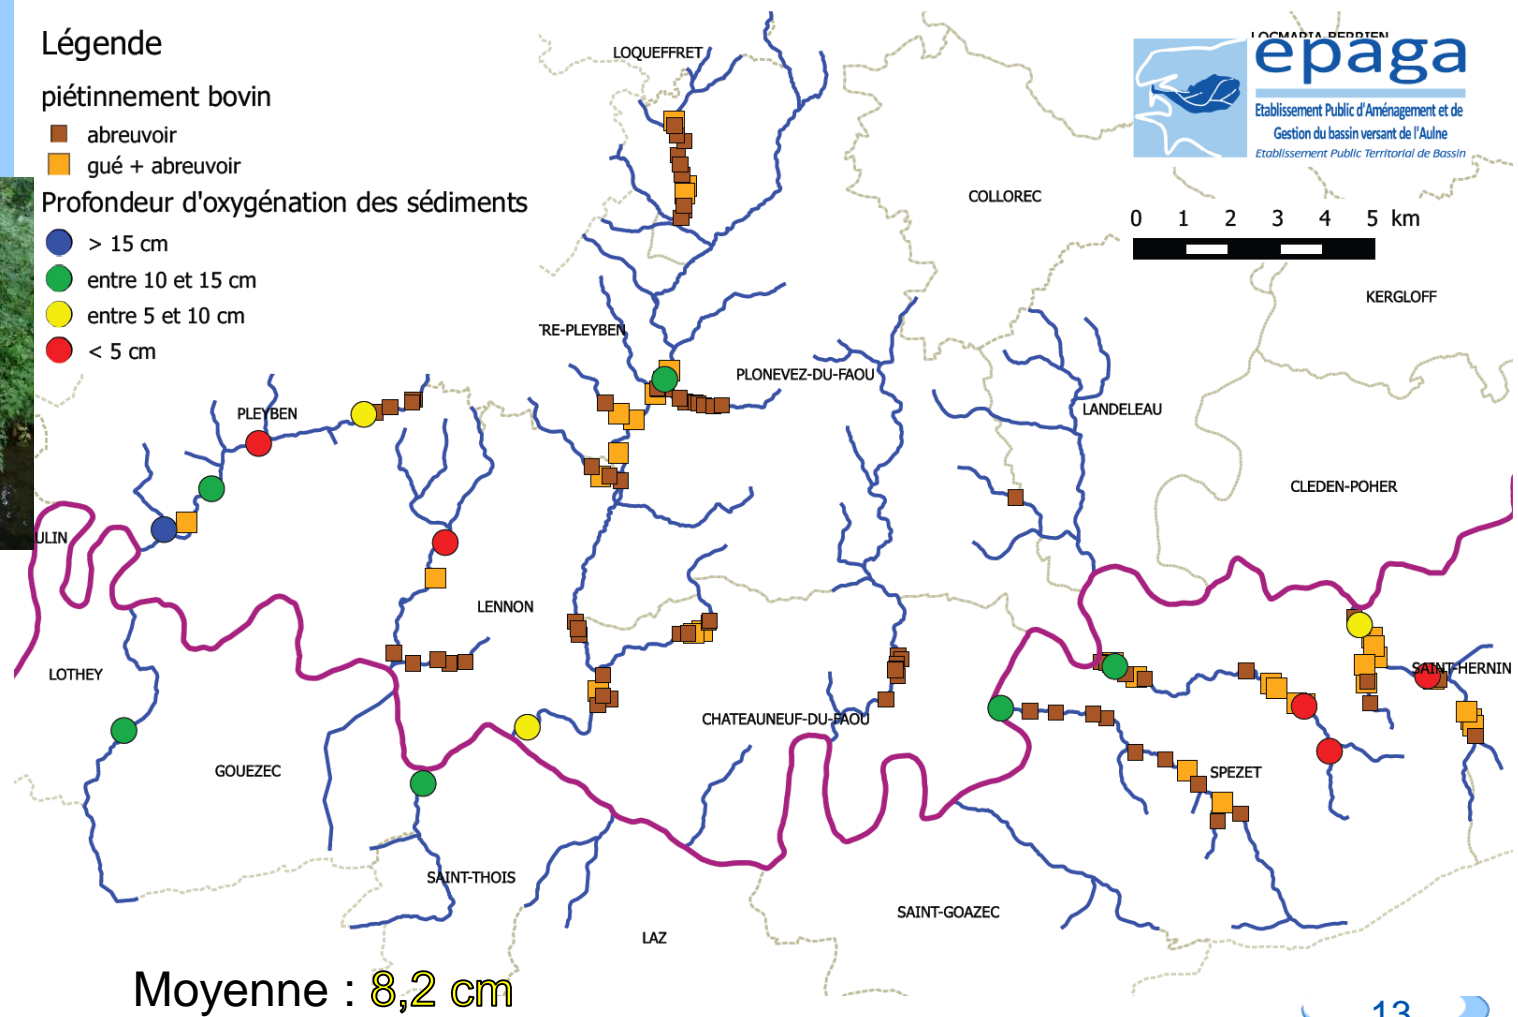 Légende
piétinnement bovin
abreuvoir
gué + abreuvoir
Profondeur d'oxygénation des sédiments
> 15 cm
entre 10 et 15 cm
entre 5 et 10 cm
< 5 cm
LOQUEFFRET
LOCMARIA-BERRIEN
epaga
Etablissement Public d'Aménagement et de
Gestion du bassin versant de l'Aulne
Etablissement Public Territorial de Bassin
COLLOREC
0 1 2 3 4 5 km
KERGLOFF
RE-PLEYBEN
PLONEVEZ-DU-FAOU
PLEYBEN
LANDELEAU
CLEDEN-POHER
ULIN
LENNON
LOTHEY
SAINT-HERNIN
CHATEAUNEUF-DU-FAOU
GOUEZEC
SPEZET
SAINT-THOIS
SAINT-GOAZEC
LAZ
Moyenne : 8,2 cm
13